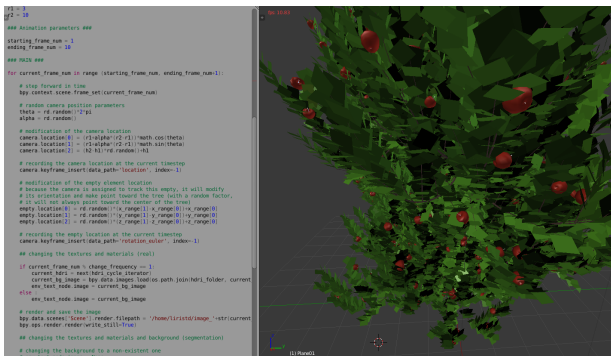 r1 = 3
r2 = 10
### Animation parameters ###
starting_frame_num = 1
ending_frame_num = 10
### MAIN ###
for current_frame_num in range (starting_frame_num, ending_frame_num+1):
# step forward in time
bpy.context.scene.frame_set(current_frame_num)
# random camera position parameters
theta = rd.random()*2*pi
alpha = rd.random()
# modification of the camera location
camera.location[0] = (r1+alpha*(r2-r1))*math.cos(theta)
camera.location[1] = (r1+alpha*(r2-r1))*math.sin(theta)
camera.location[2] = (h2-h1)*rd.random()+h1
# recording the camera location at the current timestep
camera.keyframe_insert(data_path='location', index=-1)
# modification of the empty element location
# because the camera is assigned to track this empty, it will modify
# its orientation and make point toward the tree (with a random factor,
# it will not always point toward the center of the tree)
empty.location[0] = rd.random()*(x_range[1]-x_range[0])+x_range[0]
empty.location[1] = rd.random()*(y_range[1]-y_range[0])+y_range[0]
empty.location[2] = rd.random()*(z_range[1]-z_range[0])+z_range[0]
# recording the empty location at the current timestep
camera.keyframe_insert(data_path='rotation_euler', index=-1)
## changing the textures and materials (real)
if current_frame_num % change_frequency == 1:
current_hdri = next(hdri_cycle_iterator)
current_bg_image = bpy.data.images.load(os.path.join(hdri_folder, current
env_text_node.image = current_bg_image
else :
env_text_node.image = current_bg_image
# render and save the image
bpy.data.scenes['Scene'].render.filepath = '/home/liristd/image_'+str(current
bpy.ops.render.render(write_still=True)
## changing the textures and materials and background (segmentation)
# changing the background to a non-existent one
(1) Plane01